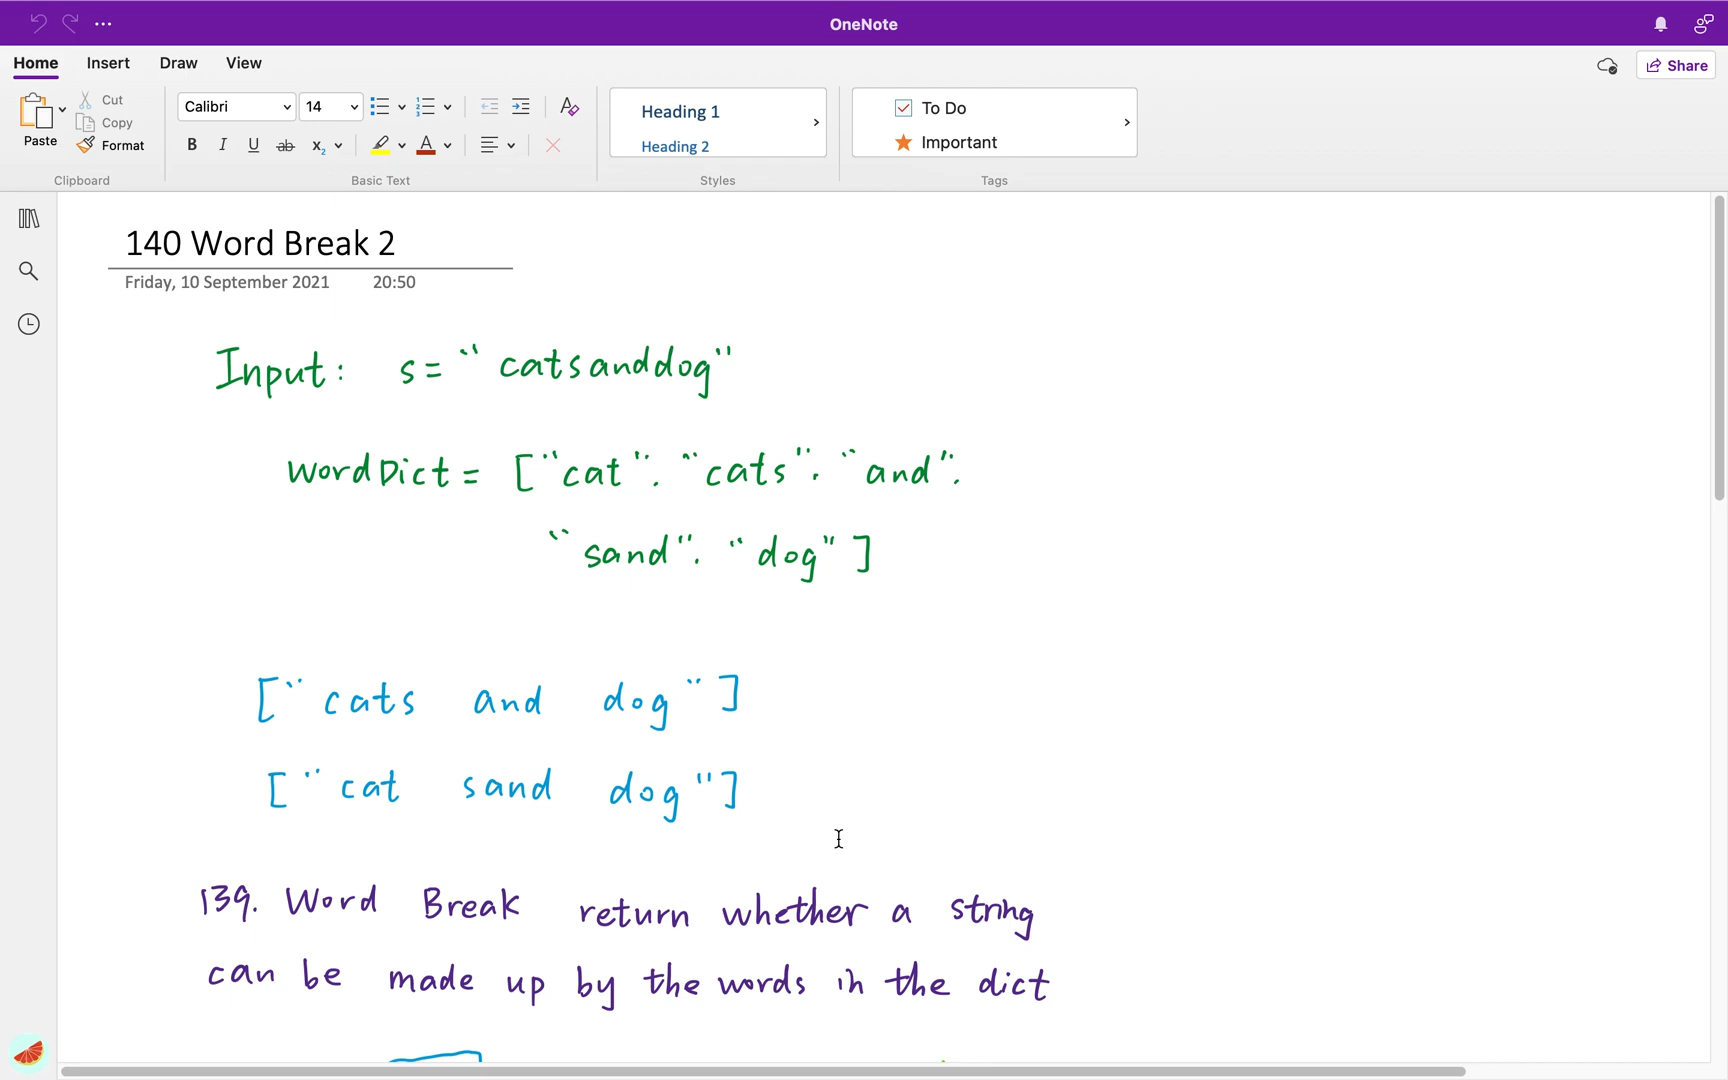 OneNote
Home Insert Draw View
Share
Paste
Cut
Copy
Format
Calibri 14
B I U ab x2 A
Heading 1
Heading 2
To Do
Important
Clipboard Basic Text Styles Tags
140 Word Break 2
Friday, 10 September 2021 20:50
Input: s= "catsanddog"
wordDict = ["cat". "cats". "and".
"sand". "dog"]
["cats and dog"]
["cat sand dog"]
139. Word Break return whether a string
can be made up by the words in the dict